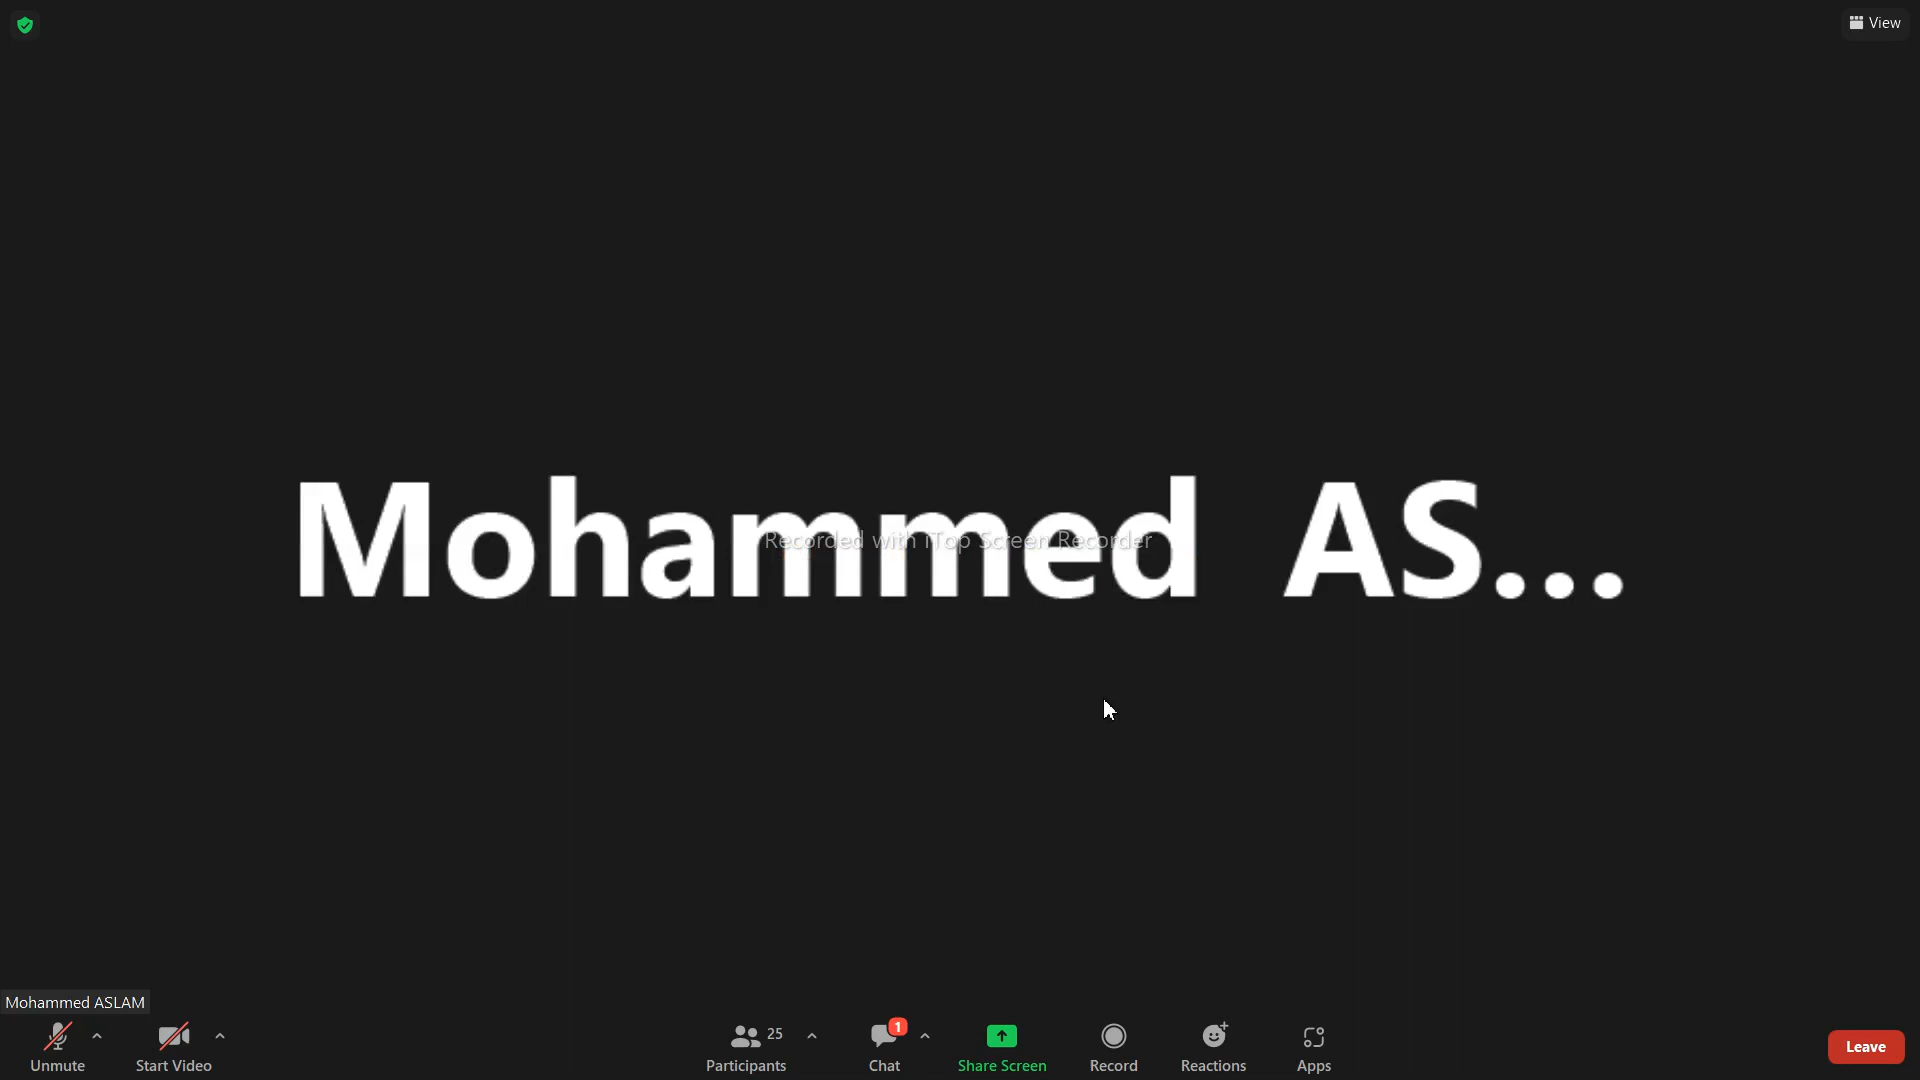 View
Mohammed AS...
Recorded with iTop Screen Recorder
Mohammed ASLAM
25
1
Unmute
Start Video
Participants
Chat
Share Screen
Record
Reactions
Apps
Leave